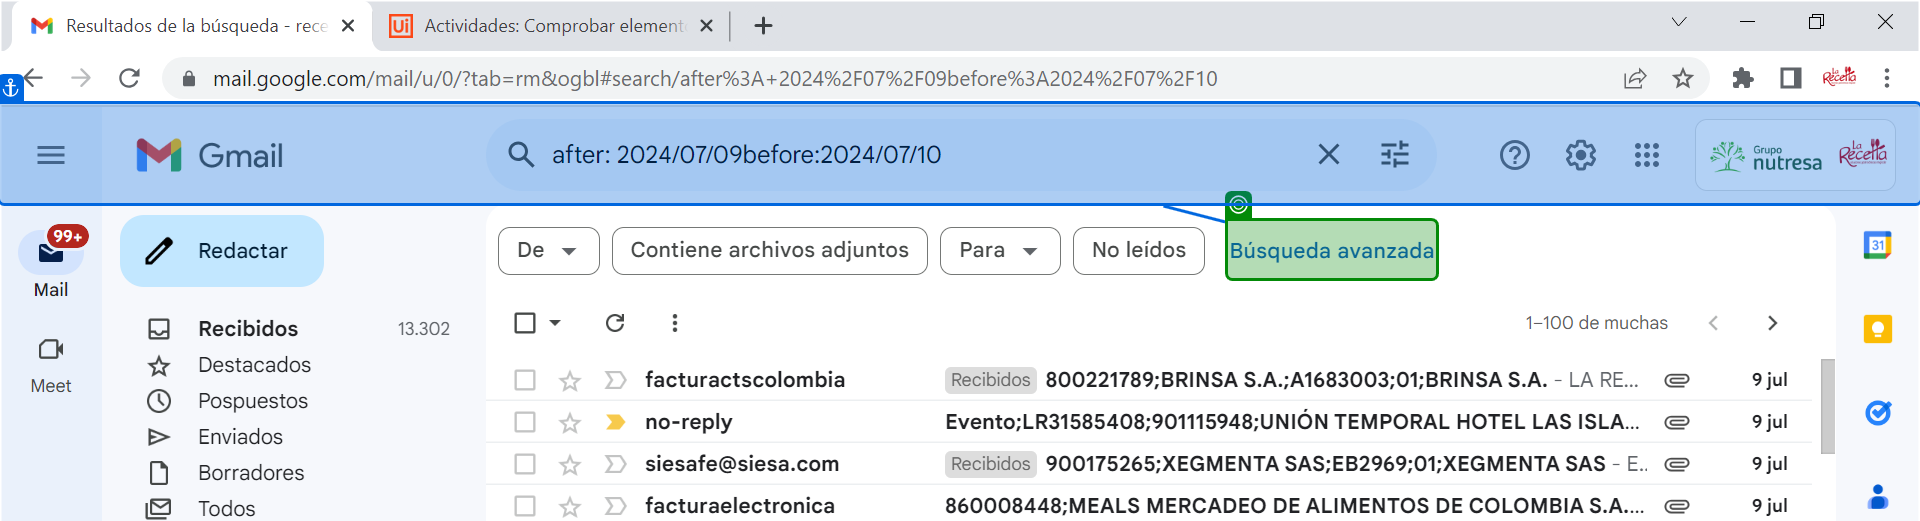 Resultados de la búsqueda - rece
Actividades: Comprobar element
mail.google.com/mail/u/0/?tab=rm&ogbl#search/after%3A+2024%2F07%2F09before%3A2024%2F07%2F10
La Recetta
Gmail
after: 2024/07/09before:2024/07/10
Grupo nutresa
La Recetta
99+
Mail
Meet
Redactar
De
Contiene archivos adjuntos
Para
No leídos
Búsqueda avanzada
31
Recibidos 13.302
Destacados
Pospuestos
Enviados
Borradores
Todos
1–100 de muchas
facturactscolombia Recibidos 800221789;BRINSA S.A.;A1683003;01;BRINSA S.A. - LA RE... 9 jul
no-reply Evento;LR31585408;901115948;UNIÓN TEMPORAL HOTEL LAS ISLA... 9 jul
siesafe@siesa.com Recibidos 900175265;XEGMENTA SAS;EB2969;01;XEGMENTA SAS - E.. 9 jul
facturaelectronica 860008448;MEALS MERCADEO DE ALIMENTOS DE COLOMBIA S.A.... 9 jul